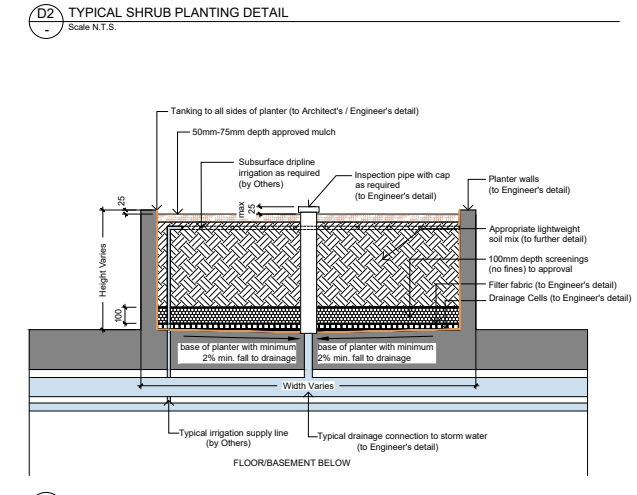 D2
TYPICAL SHRUB PLANTING DETAIL
-
Scale N.T.S.
Tanking to all sides of planter (to Architect's / Engineer's detail)
50mm-75mm depth approved mulch
Subsurface dripline
irrigation as required
(by Others)
Inspection pipe with cap
as required
(to Engineer's detail)
Planter walls
(to Engineer's detail)
25
max
25
Appropriate lightweight
soil mix (to further detail)
Height Varies
100mm depth screenings
(no fines) to approval
Filter fabric (to Engineer's detail)
Drainage Cells (to Engineer's detail)
100
base of planter with minimum
2% min. fall to drainage
base of planter with minimum
2% min. fall to drainage
Width Varies
Typical irrigation supply line
(by Others)
Typical drainage connection to storm water
(to Engineer's detail)
FLOOR/BASEMENT BELOW